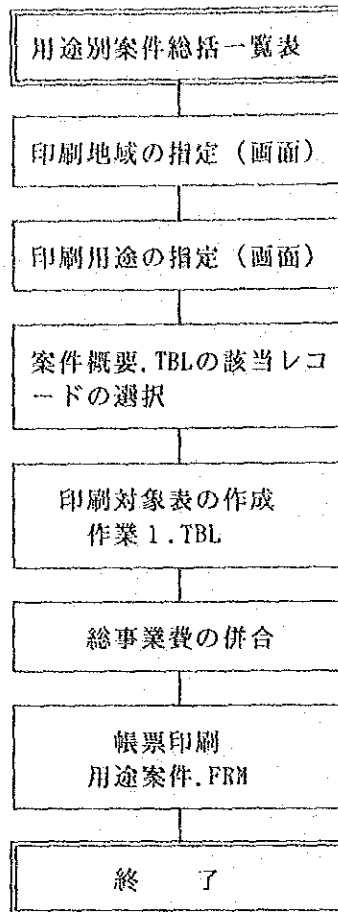 用途別案件総括一覧表
印刷地域の指定（画面）
印刷用途の指定（画面）
案件概要.TBLの該当レコ
ードの選択
印刷対象表の作成
作業1.TBL
総事業費の併合
帳票印刷
用途案件.FRM
終 了